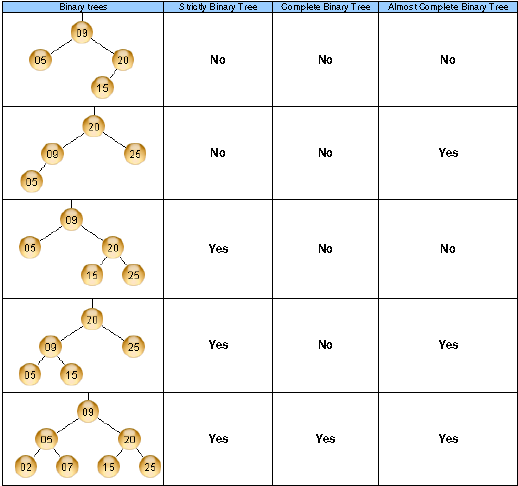 Binary trees Strictly Binary Tree Complete Binary Tree Almost Complete Binary Tree
09
05 20 No No No
15
20
09 25 No No Yes
05
09
05 20 Yes No No
15 25
20
09 25 Yes No Yes
05 15
09
05 20 Yes Yes Yes
02 07 15 25